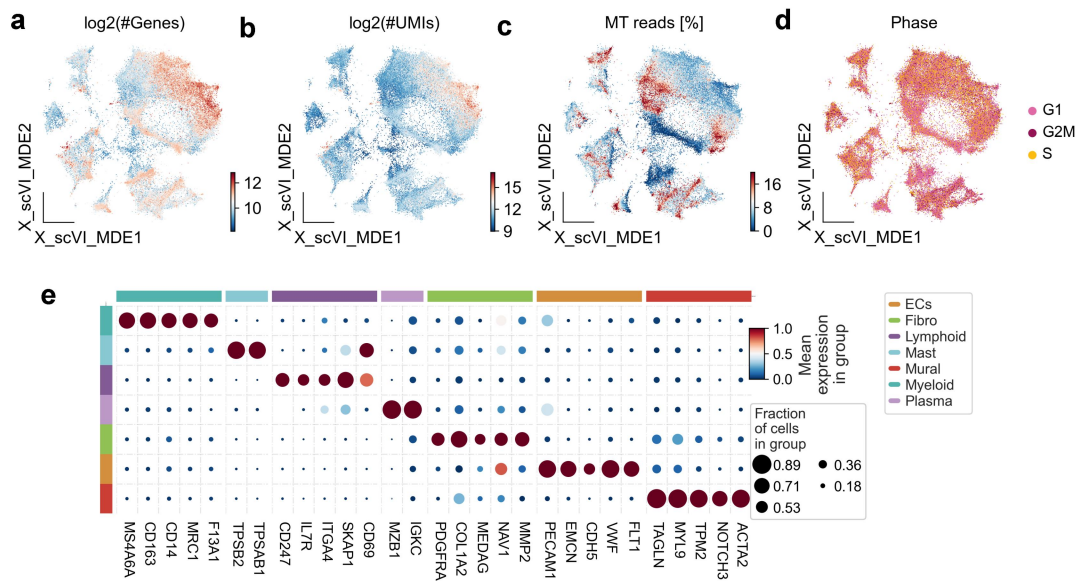 a
log2(#Genes)
X_scVI_MDE2
X_scVI_MDE1
12
10
b
log2(#UMIs)
X_scVI_MDE2
X_scVI_MDE1
15
12
9
c
MT reads [%]
X_scVI_MDE2
X_scVI_MDE1
16
8
0
d
Phase
X_scVI_MDE2
X_scVI_MDE1
G1
G2M
S
e
MS4A6A
CD163
CD14
MRC1
F13A1
TPSB2
TPSAB1
CD247
IL7R
ITGA4
SKAP1
CD69
MZB1
IGKC
PDGFRA
COL1A2
MEDAG
NAV1
MMP2
PECAM1
EMCN
CDH5
VWF
FLT1
TAGLN
MYL9
TPM2
NOTCH3
ACTA2
1.0
0.5
0.0
Mean
expression
in group
Fraction
of cells
in group
0.89
0.36
0.71
0.18
0.53
ECs
Fibro
Lymphoid
Mast
Mural
Myeloid
Plasma